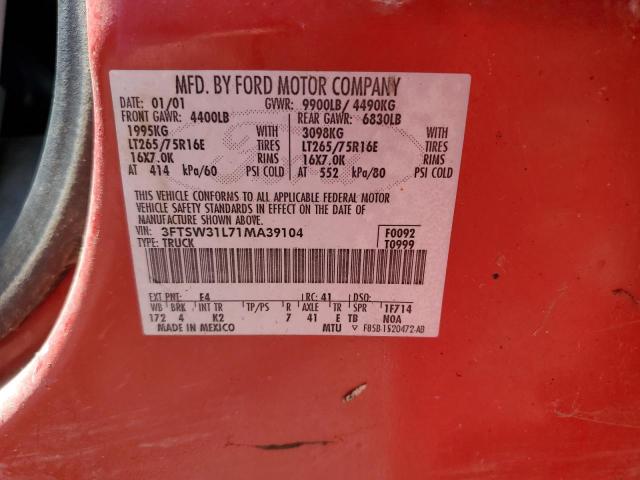 MFD. BY FORD MOTOR COMPANY
DATE: 01/01 GVWR: 9900LB/ 4490KG
FRONT GAWR: 4400LB REAR GAWR: 6830LB
1995KG WITH 3098KG WITH
LT265/75R16E TIRES LT265/75R16E TIRES
16X7.0K RIMS 16X7.0K RIMS
AT 414 kPa/60 PSI COLD AT 552 kPa/80 PSI COLD
THIS VEHICLE CONFORMS TO ALL APPLICABLE FEDERAL MOTOR
VEHICLE SAFETY STANDARDS IN EFFECT ON THE DATE OF
MANUFACTURE SHOWN ABOVE.
VIN: 3FTSW31L71MA39104 F0092
TYPE: TRUCK T0999
EXT PNT: E4 RC: 41 DSO:
WB BRK INT TR TP/PS R AXLE TR SPR 1F714
172 4 K2 7 41 E TB N0A
MADE IN MEXICO MTU F85B-1520472-AB